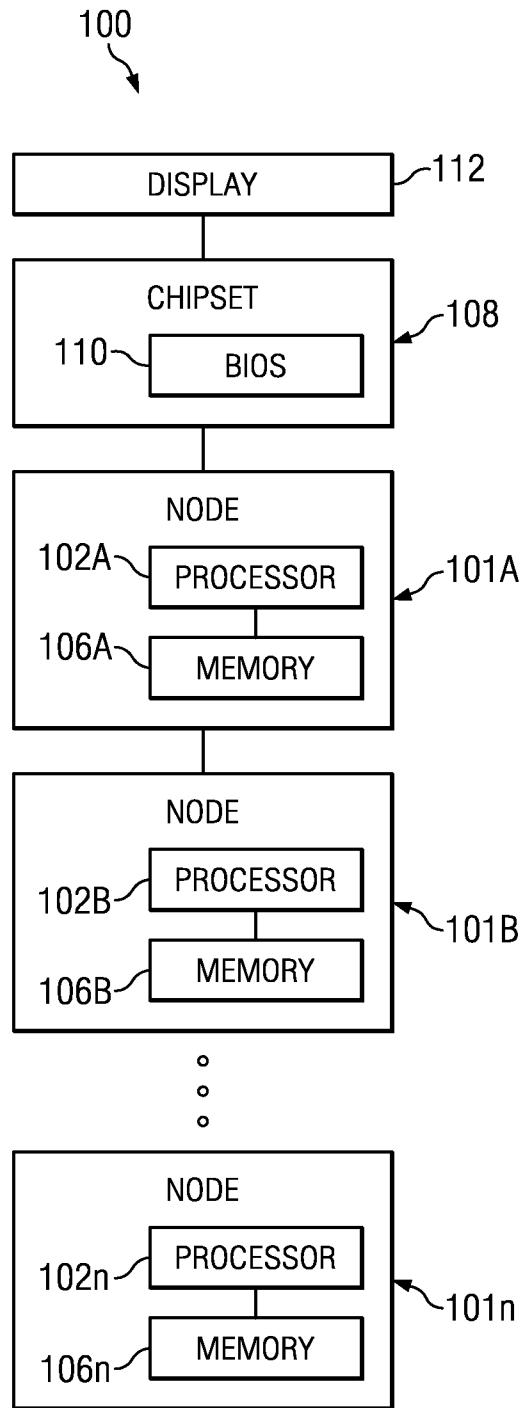 100
DISPLAY
112
CHIPSET
108
110
BIOS
NODE
102A
PROCESSOR
101A
106A
MEMORY
NODE
102B
PROCESSOR
101B
106B
MEMORY
NODE
102n
PROCESSOR
101n
106n
MEMORY